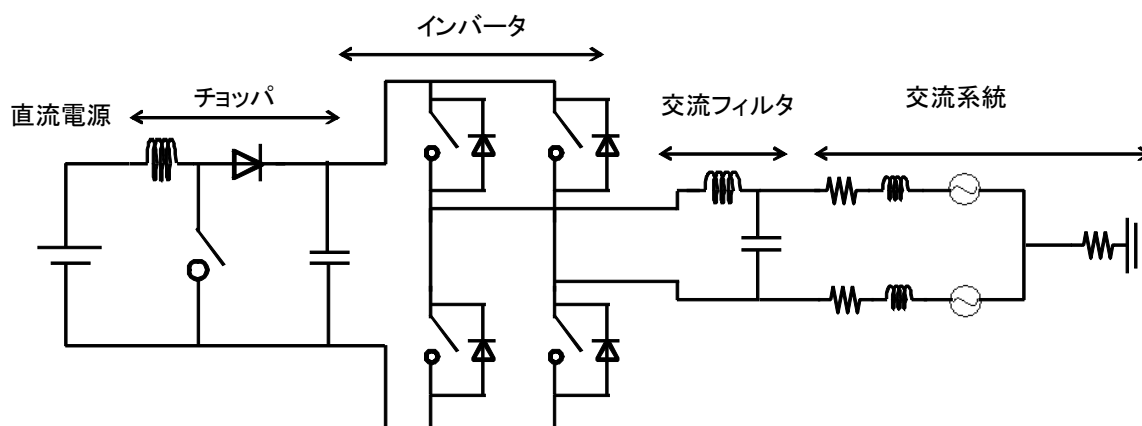 インバータ
チョッパ
直流電源
交流フィルタ
交流系統